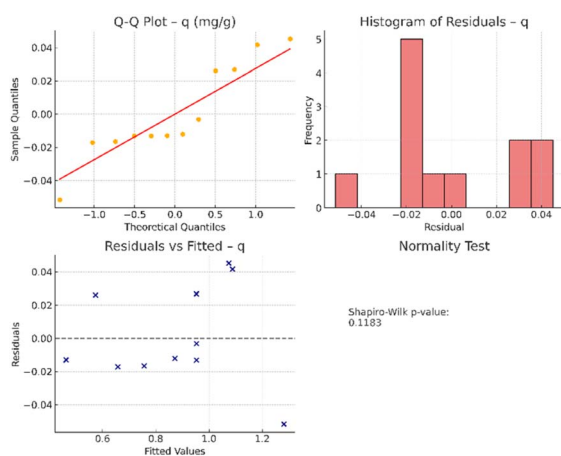 Q-Q Plot – q (mg/g)
0.04
0.02
0.00
−0.02
−0.04
Sample Quantiles
−1.0 −0.5 0.0 0.5 1.0
Theoretical Quantiles
Histogram of Residuals – q
5
4
3
2
1
0
Frequency
−0.04 −0.02 0.00 0.02 0.04
Residual
Residuals vs Fitted – q
0.04
0.02
0.00
−0.02
−0.04
Residuals
0.6 0.8 1.0 1.2
Fitted Values
Normality Test
Shapiro-Wilk p-value:
0.1183